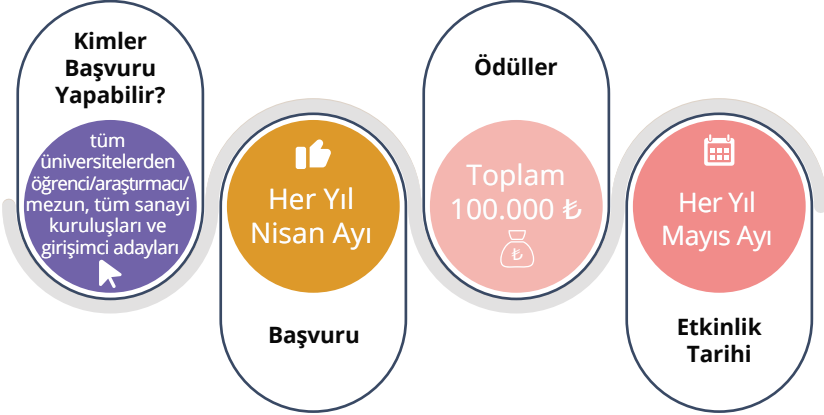 Kimler
Başvuru
Yapabilir?
tüm
üniversitelerden
öğrenci/araştırmacı/
mezun, tüm sanayi
kuruluşları ve
girişimci adayları
Her Yıl
Nisan Ayı
Başvuru
Ödüller
Toplam
100.000 ₺
₺
Her Yıl
Mayıs Ayı
Etkinlik
Tarihi